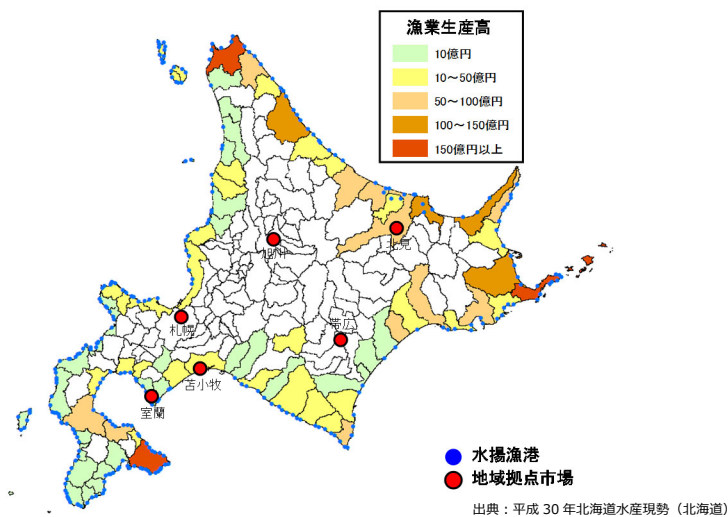 漁業生産高
10億円
10～50億円
50～100億円
100～150億円
150億円以上
旭川
北見
札幌
帯広
苫小牧
室蘭
水揚漁港
地域拠点市場
出典：平成 30 年北海道水産現勢（北海道）